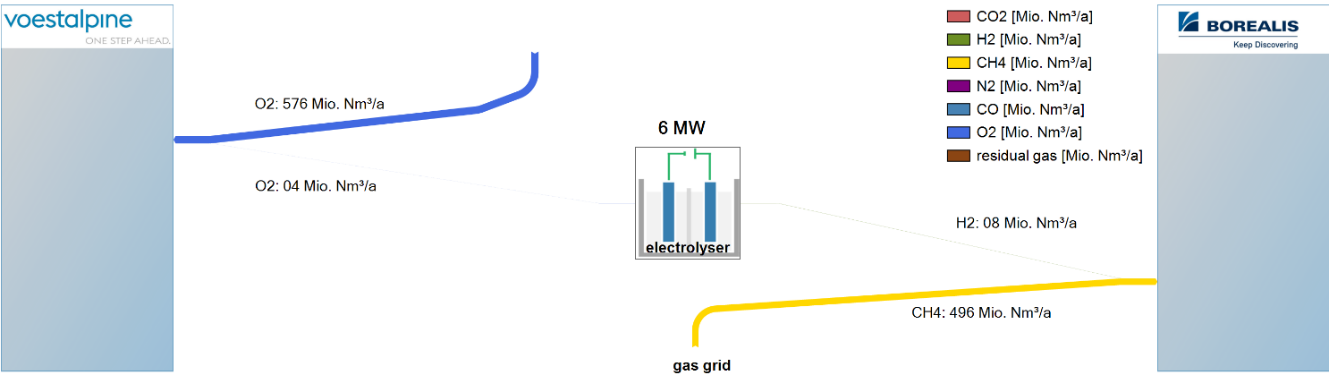 voestalpine
ONE STEP AHEAD.
O2: 576 Mio. Nm³/a
O2: 04 Mio. Nm³/a
6 MW
electrolyser
CO2 [Mio. Nm³/a]
H2 [Mio. Nm³/a]
CH4 [Mio. Nm³/a]
N2 [Mio. Nm³/a]
CO [Mio. Nm³/a]
O2 [Mio. Nm³/a]
residual gas [Mio. Nm³/a]
BOREALIS
Keep Discovering
H2: 08 Mio. Nm³/a
CH4: 496 Mio. Nm³/a
gas grid